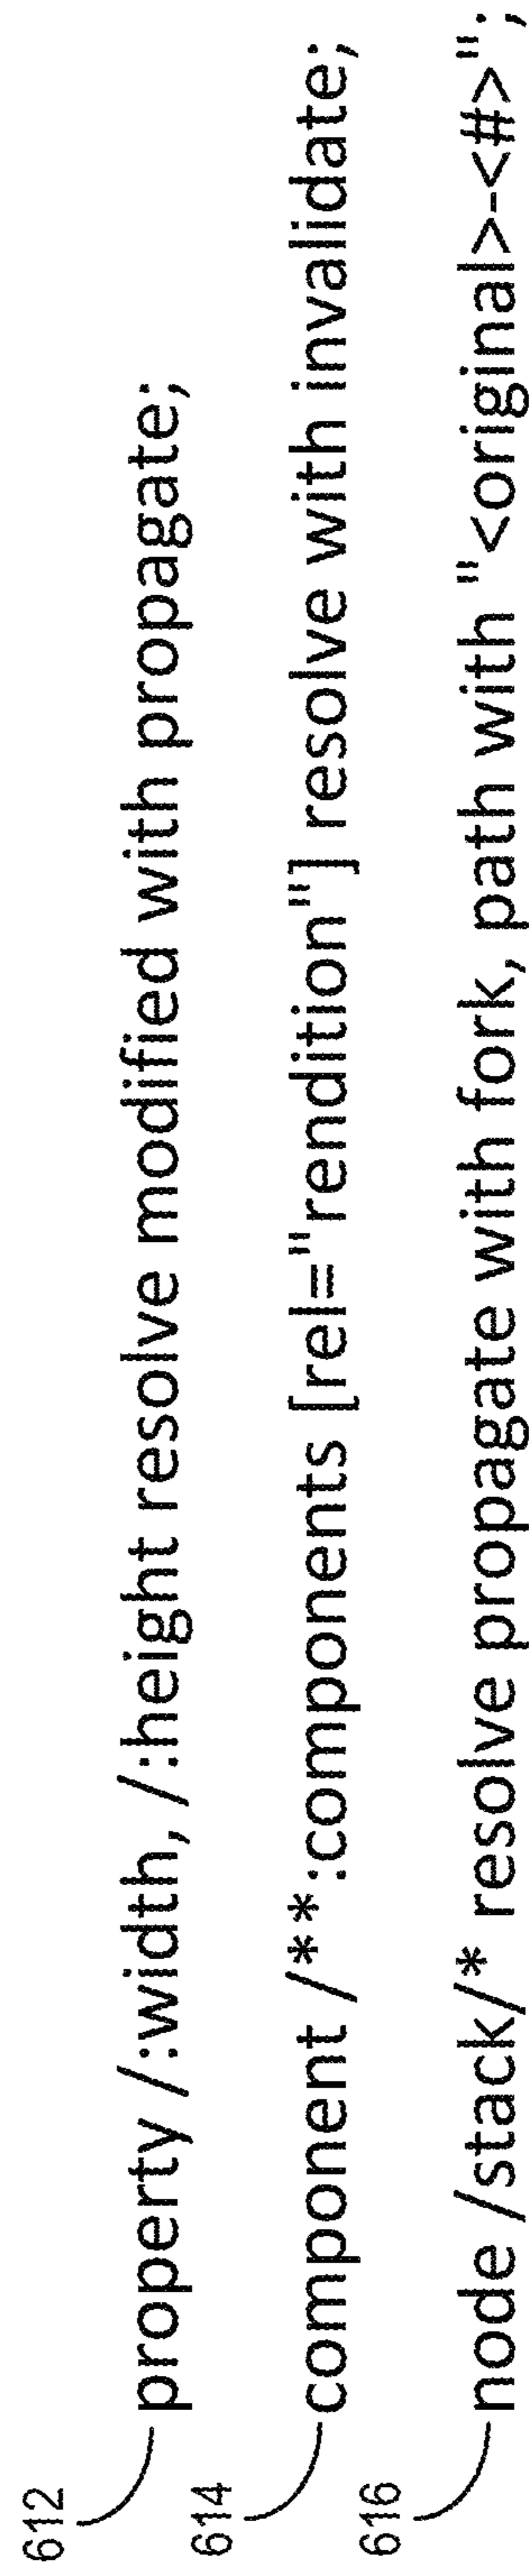 612 property /:width, /:height resolve modified with propagate;
614 component /**:components [rel="rendition"] resolve with invalidate;
616 node /stack/* resolve propagate with fork, path with "<original>-<#>";